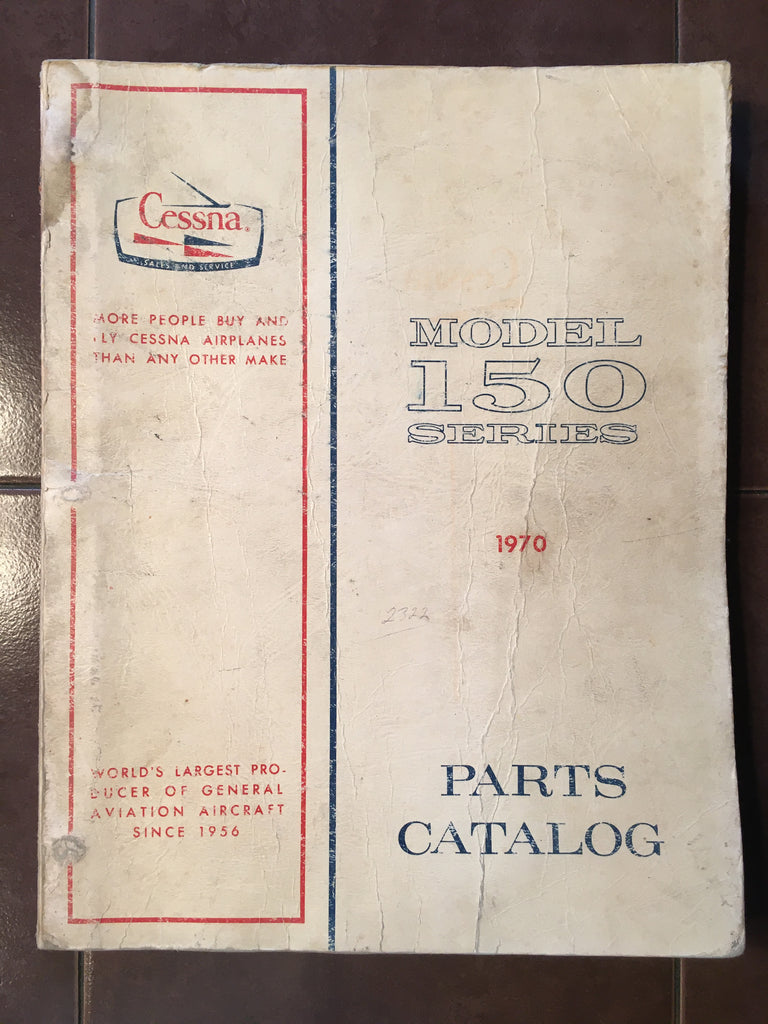 Cessna®
SALES AND SERVICE
MORE PEOPLE BUY AND
FLY CESSNA AIRPLANES
THAN ANY OTHER MAKE
WORLD'S LARGEST PRO-
DUCER OF GENERAL
AVIATION AIRCRAFT
SINCE 1956
MODEL
150
SERIES
1970
2322
PARTS
CATALOG